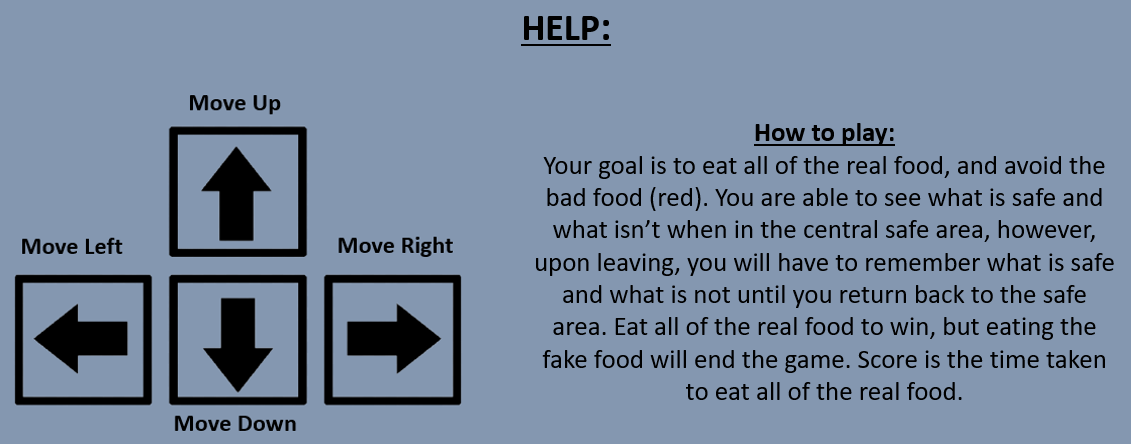 HELP:
Move Up
Move Left
Move Right
Move Down
How to play:
Your goal is to eat all of the real food, and avoid the
bad food (red). You are able to see what is safe and
what isn’t when in the central safe area, however,
upon leaving, you will have to remember what is safe
and what is not until you return back to the safe
area. Eat all of the real food to win, but eating the
fake food will end the game. Score is the time taken
to eat all of the real food.